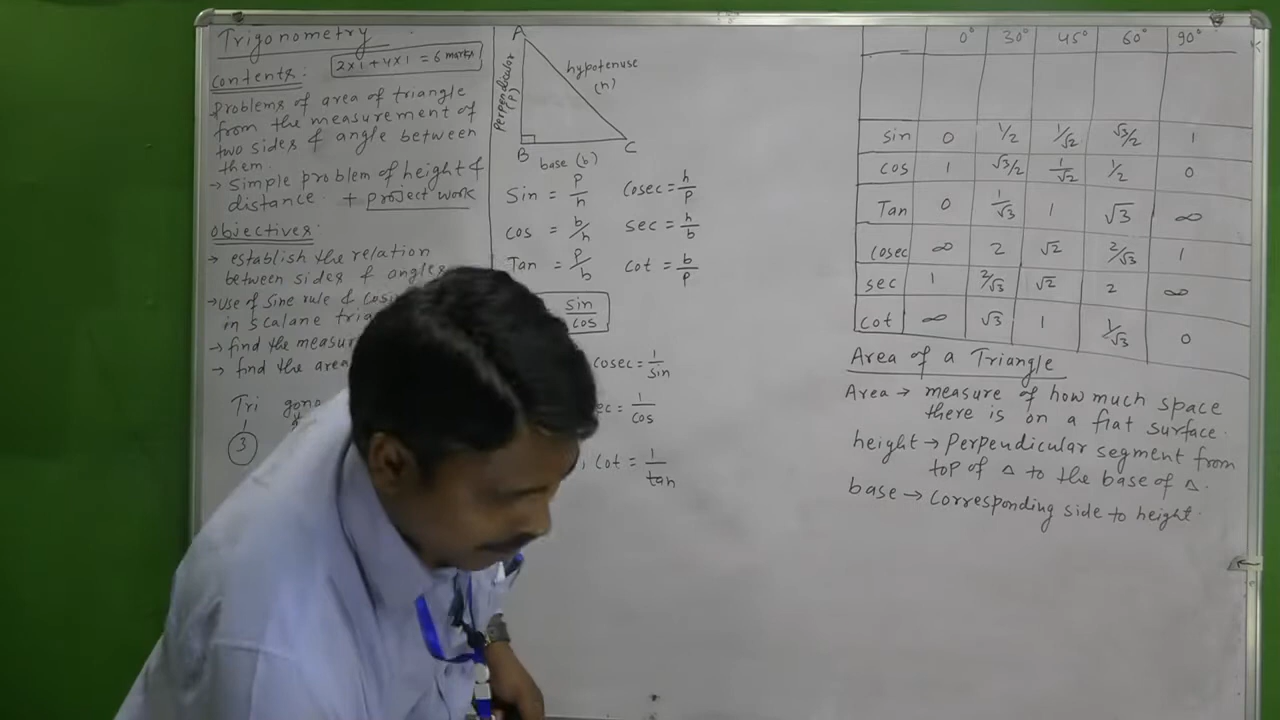 Trigonometry
2x1 + 4x1 = 6 marks
Contents:
problems of area of triangle
from the measurement of
two sides & angle between
them.
→ simple problem of height &
distance. + project work
Objectives:
→ establish the relation
between sides & angles
→ use of sine rule &
in scalane
→ find the
→ find the area
Tri
3
A
perpendicular
(P)
hypotenuse
(h)
B
base (b)
C
Sin = p/h Cosec = h/p
cos = b/h sec = h/b
Tan = p/b cot = b/p
sin/cos
cosec = 1/sin
= 1/cos
cot = 1/tan
0° 30° 45° 60° 90°
sin 0 1/2 1/√2 √3/2 1
cos 1 √3/2 1/√2 1/2 0
Tan 0 1/√3 1 √3 ∞
cosec ∞ 2 √2 2/√3 1
sec 1 2/√3 √2 2 ∞
cot ∞ √3 1 1/√3 0
Area of a Triangle
Area → measure of how much space
there is on a flat surface.
height → Perpendicular segment from
top of △ to the base of △.
base → corresponding side to height.